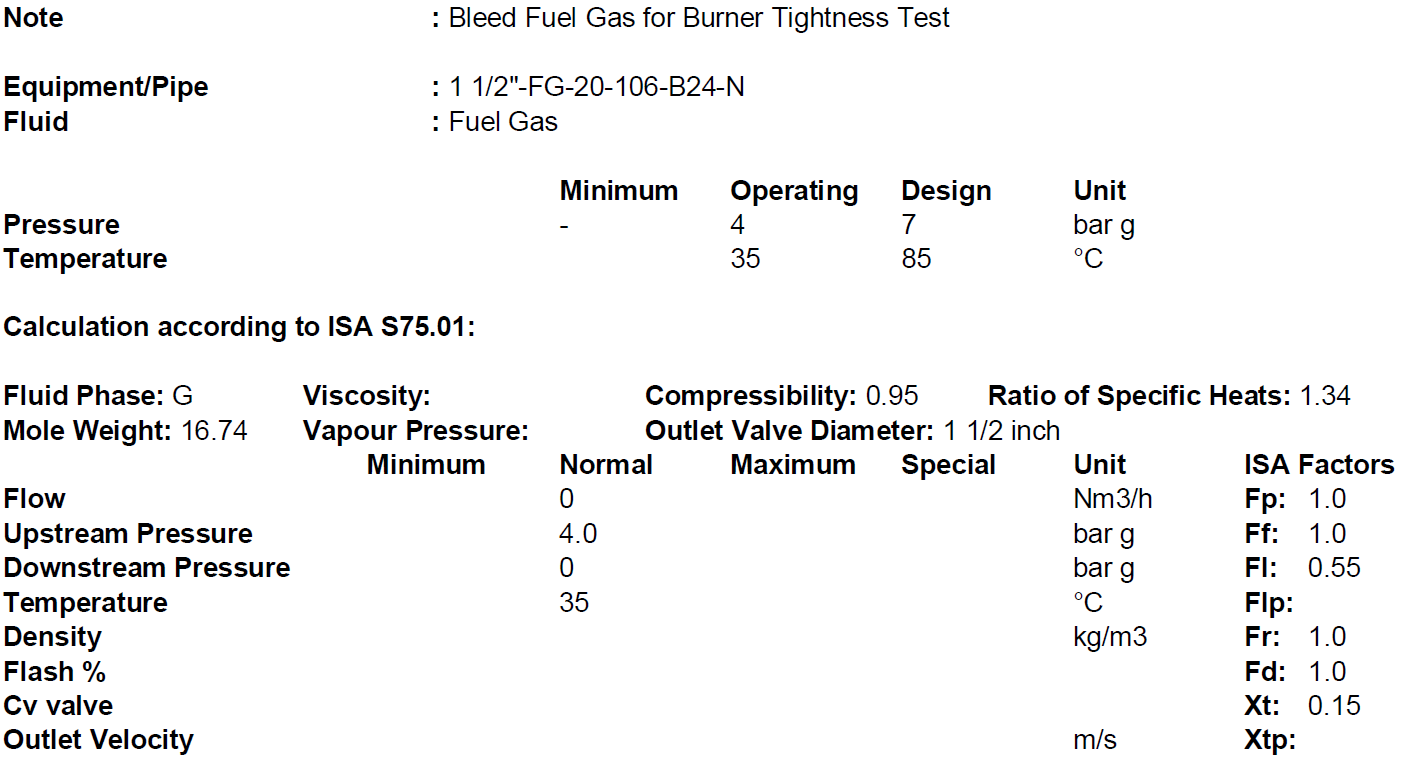 Note : Bleed Fuel Gas for Burner Tightness Test
Equipment/Pipe : 1 1/2"-FG-20-106-B24-N
Fluid : Fuel Gas
Minimum Operating Design Unit
Pressure - 4 7 bar g
Temperature 35 85 °C
Calculation according to ISA S75.01:
Fluid Phase: G Viscosity: Compressibility: 0.95 Ratio of Specific Heats: 1.34
Mole Weight: 16.74 Vapour Pressure: Outlet Valve Diameter: 1 1/2 inch
Minimum Normal Maximum Special Unit ISA Factors
Flow 0 Nm3/h Fp: 1.0
Upstream Pressure 4.0 bar g Ff: 1.0
Downstream Pressure 0 bar g Fl: 0.55
Temperature 35 °C Flp:
Density kg/m3 Fr: 1.0
Flash % Fd: 1.0
Cv valve Xt: 0.15
Outlet Velocity m/s Xtp: